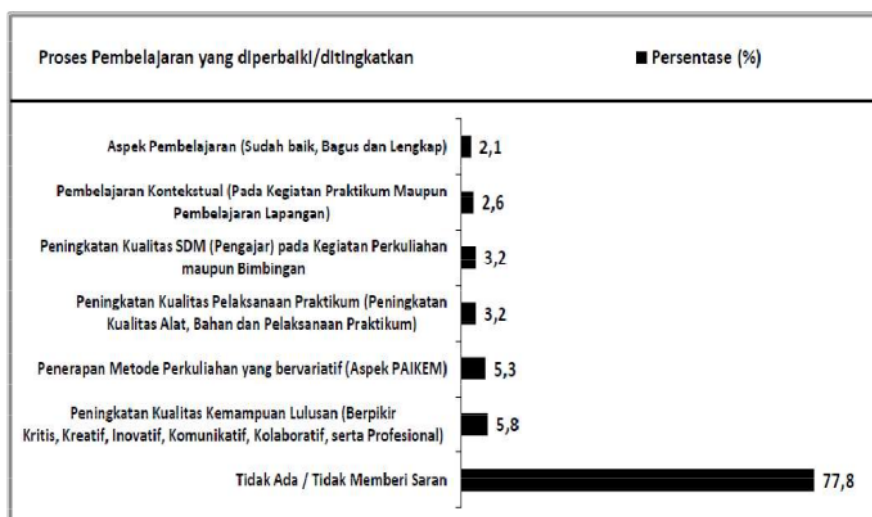 Proses Pembelajaran yang diperbaiki/ditingkatkan
Persentase (%)
Aspek Pembelajaran (Sudah baik, Bagus dan Lengkap)
2,1
Pembelajaran Kontekstual (Pada Kegiatan Praktikum Maupun
Pembelajaran Lapangan)
2,6
Peningkatan Kualitas SDM (Pengajar) pada Kegiatan Perkuliahan
maupun Bimbingan
3,2
Peningkatan Kualitas Pelaksanaan Praktikum (Peningkatan
Kualitas Alat, Bahan dan Pelaksanaan Praktikum)
3,2
Penerapan Metode Perkuliahan yang bervariatif (Aspek PAIKEM)
5,3
Peningkatan Kualitas Kemampuan Lulusan (Berpikir
Kritis, Kreatif, Inovatif, Komunikatif, Kolaboratif, serta Profesional)
5,8
Tidak Ada / Tidak Memberi Saran
77,8